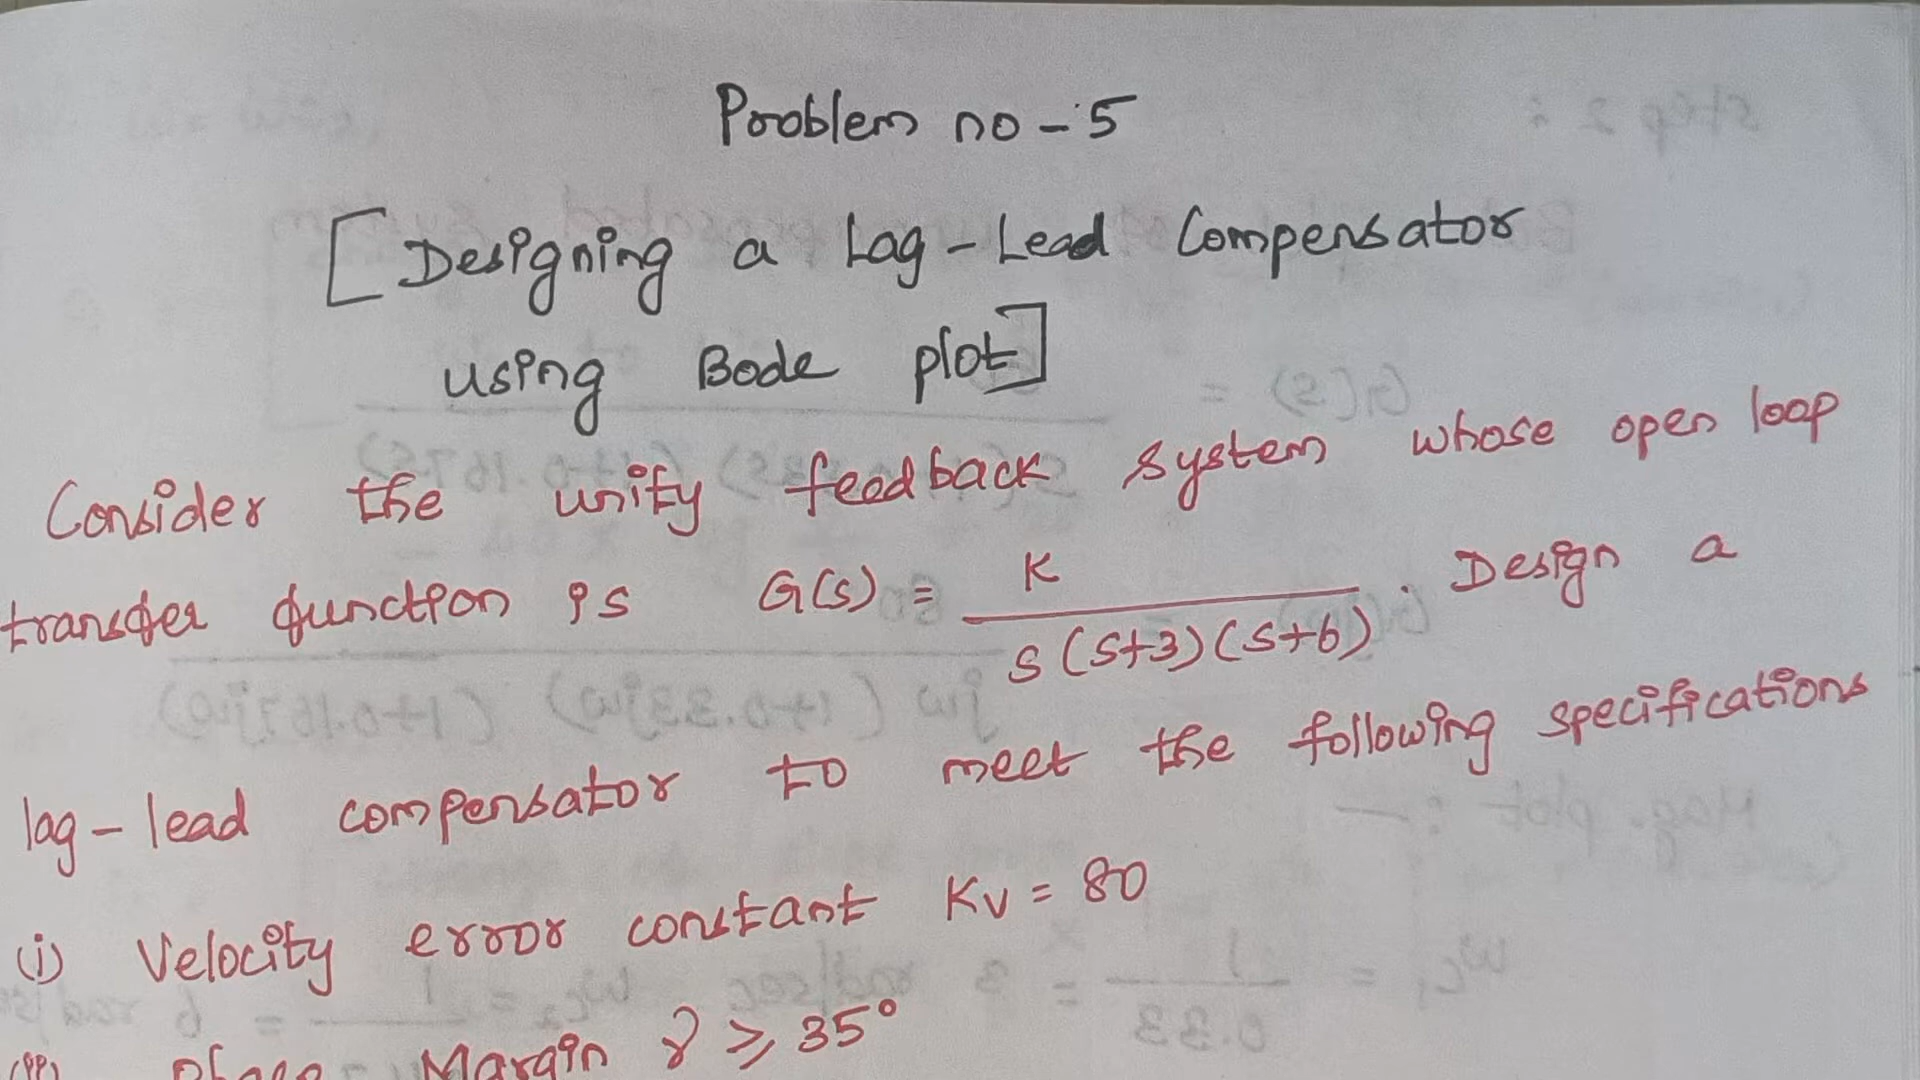 Problem no - 5
[Designing a Lag - Lead Compensator
using Bode plot]
Consider the unity feedback system whose open loop
transfer function is G(s) = K / s(s+3)(s+6) . Design a
lag - lead compensator to meet the following specifications
(i) Velocity error constant Kv = 80
(ii) Phase Margin γ ≥ 35°